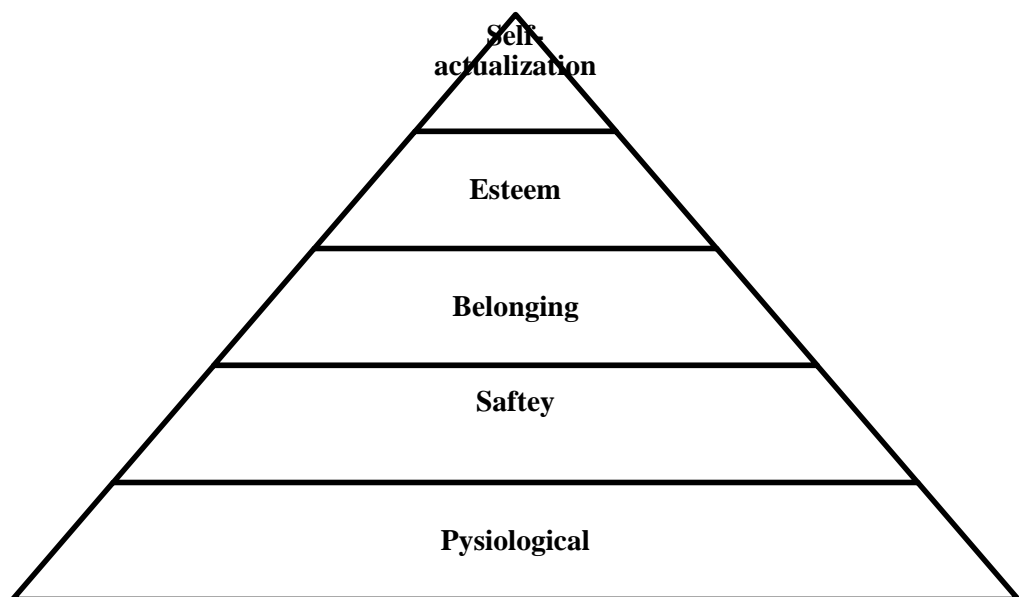 Self-
actualization
Esteem
Belonging
Saftey
Pysiological